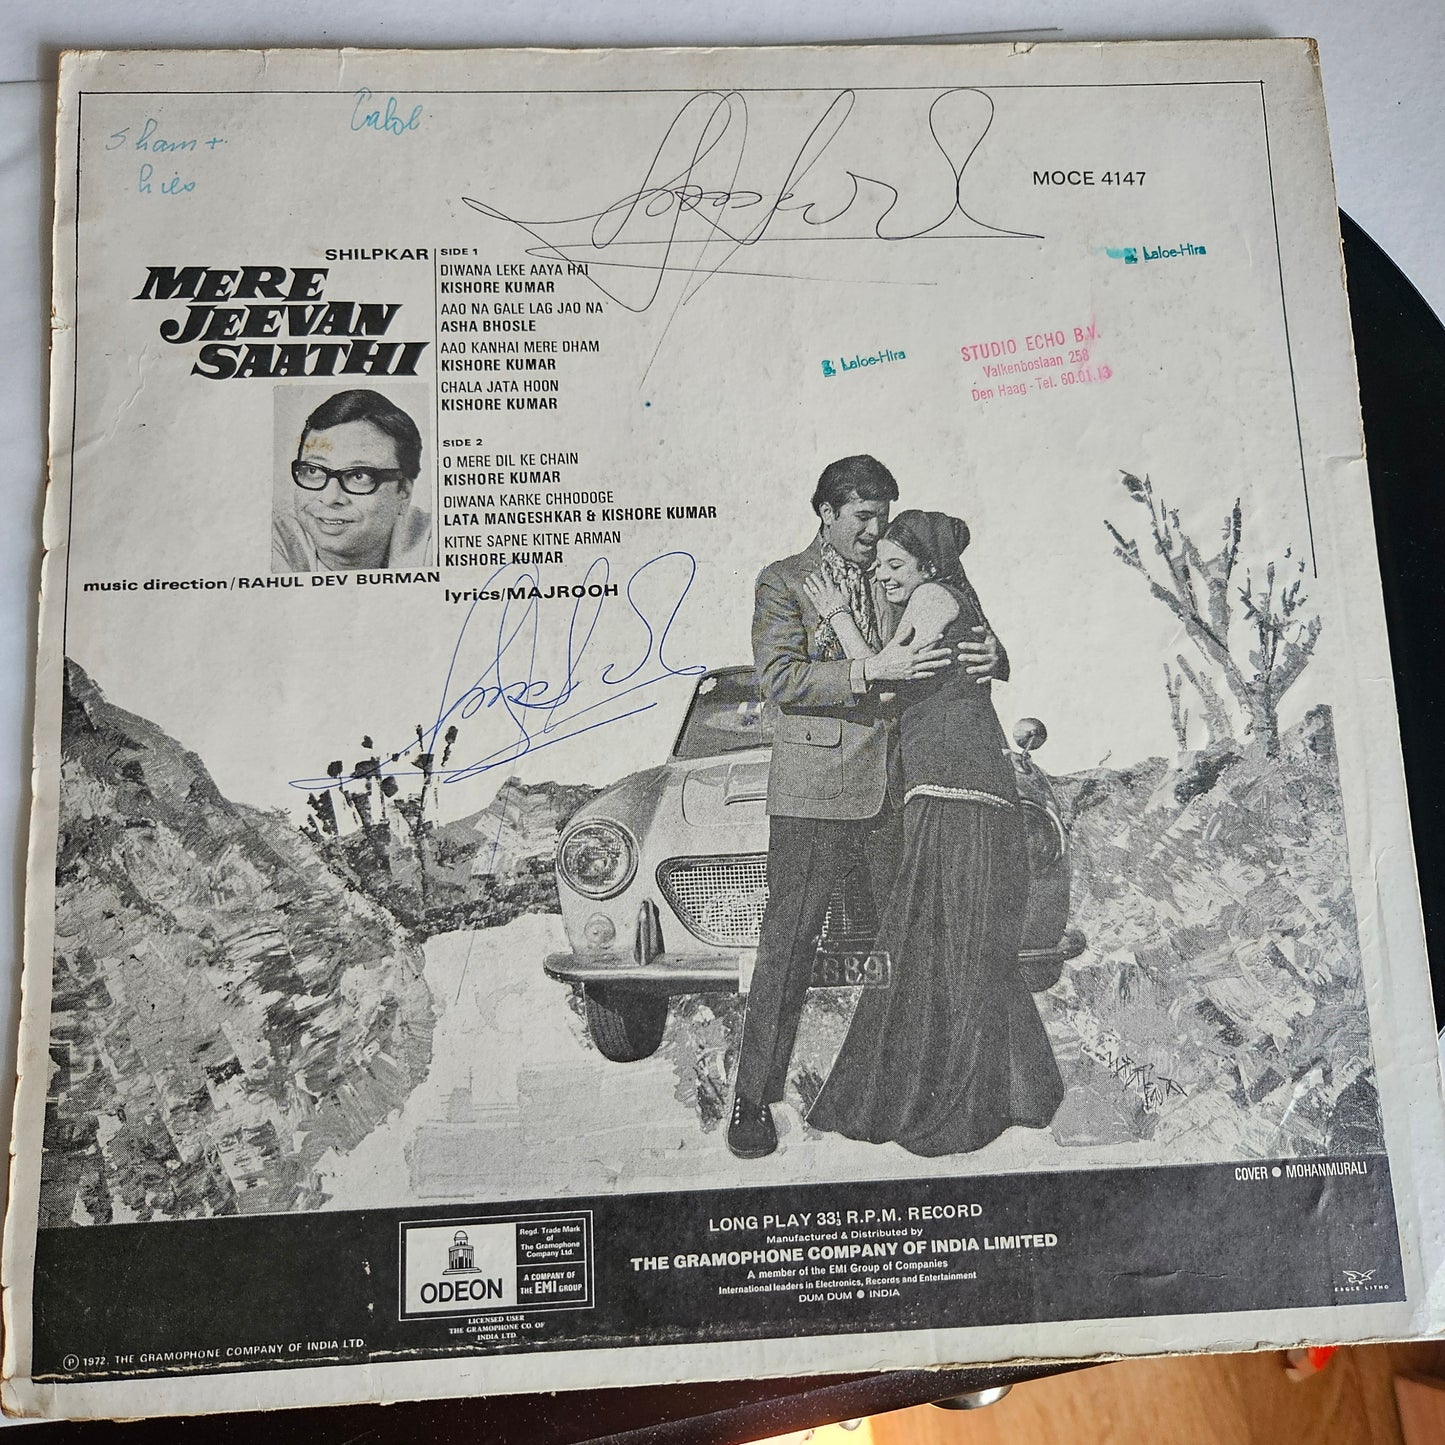 MOCE 4147
SHILPKAR
MERE
JEEVAN
SAATHI
SIDE 1
DIWANA LEKE AAYA HAI
KISHORE KUMAR
AAO NA GALE LAG JAO NA
ASHA BHOSLE
AAO KANHAI MERE DHAM
KISHORE KUMAR
CHALA JATA HOON
KISHORE KUMAR
SIDE 2
O MERE DIL KE CHAIN
KISHORE KUMAR
DIWANA KARKE CHHODOGE
LATA MANGESHKAR & KISHORE KUMAR
KITNE SAPNE KITNE ARMAN
KISHORE KUMAR
music direction/RAHUL DEV BURMAN
lyrics/MAJROOH
Laloe-Hira
Laloe-Hira
STUDIO ECHO B.V.
Valkenboslaan 258
Den Haag - Tel. 60.01.13
COVER ● MOHANMURALI
ODEON
Regd. Trade Mark
of
The Gramophone
Company Ltd.
A COMPANY OF
THE EMI GROUP
LICENSED USER
THE GRAMOPHONE CO. OF
INDIA LTD.
LONG PLAY 33⅓ R.P.M. RECORD
Manufactured & Distributed by
THE GRAMOPHONE COMPANY OF INDIA LIMITED
A member of the EMI Group of Companies
International leaders in Electronics, Records and Entertainment
DUM DUM ● INDIA
EAGLE LITHO
Ⓟ 1972, THE GRAMOPHONE COMPANY OF INDIA LTD.